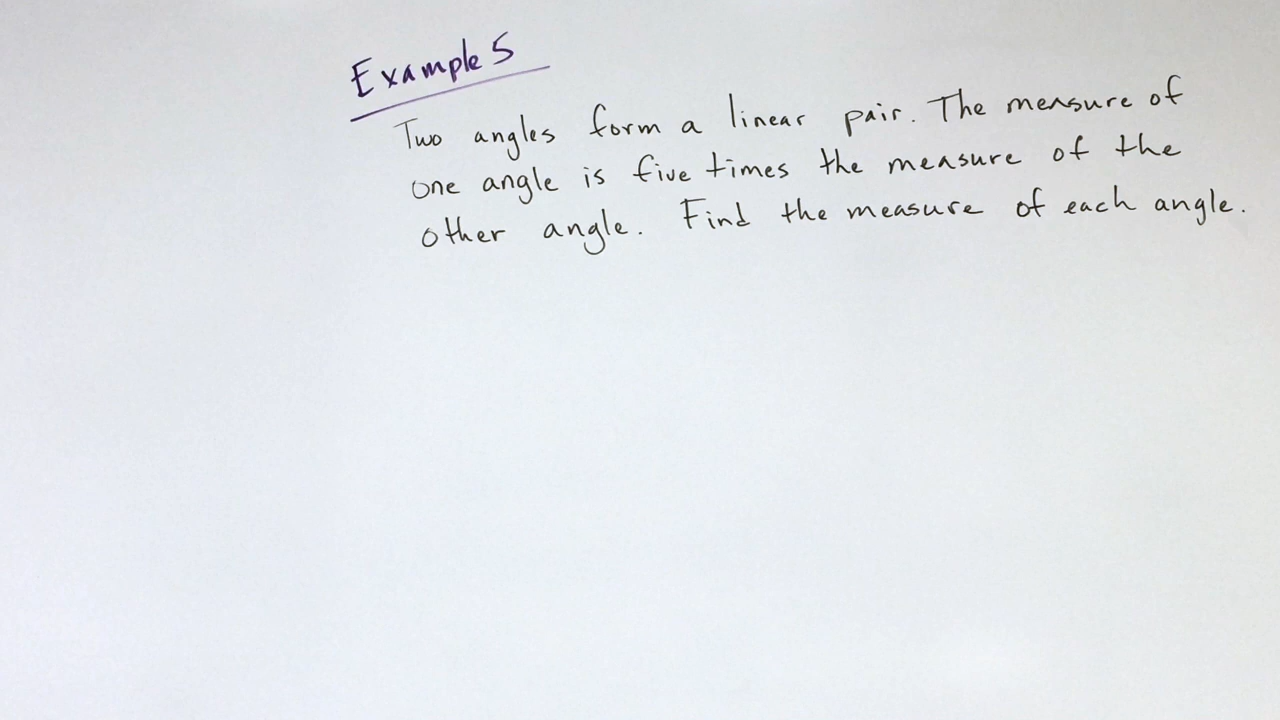 Example 5
Two angles form a linear pair. The measure of
one angle is five times the measure of the
other angle. Find the measure of each angle.